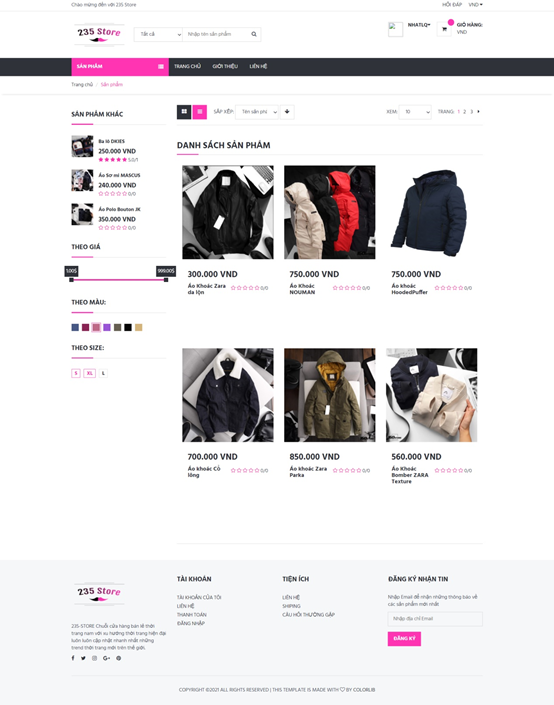 Chào mừng đến với 235 Store
HỎI ĐÁP VND
235 Store
Tất cả
Nhập tên sản phẩm
NHATLQ
GIỎ HÀNG:
VND
SẢN PHẨM
TRANG CHỦ
GIỚI THIỆU
LIÊN HỆ
Trang chủ / Sản phẩm
SẢN PHẨM KHÁC
Ba lô DKIES
250.000 VND
5.0/1
Áo Sơ mi MASCUS
240.000 VND
0/0
Áo Polo Bouton JK
350.000 VND
0/0
THEO GIÁ
1.00$
999.00$
THEO MÀU:
THEO SIZE:
S XL L
SẮP XẾP: Tên sản phẩ
XEM: 10
TRANG: 1 2 3
DANH SÁCH SẢN PHẨM
300.000 VND
Áo Khoác Zara da lộn
0/0
750.000 VND
Áo Khoác NOUMAN
0/0
750.000 VND
Áo khoác HoodedPuffer
0/0
700.000 VND
Áo khoác Cổ lông
0/0
850.000 VND
Áo khoác Zara Parka
0/0
560.000 VND
Áo Khoác Bomber ZARA Texture
0/0
235 Store
235-STORE Chuỗi cửa hàng bán lẻ thời
trang nam với xu hướng thời trang hiện đại
luôn luôn cập nhật nhanh nhất những
trend thời trang mới trên thế giới.
TÀI KHOẢN
TÀI KHOẢN CỦA TÔI
LIÊN HỆ
THANH TOÁN
ĐĂNG NHẬP
TIỆN ÍCH
LIÊN HỆ
SHIPING
CÂU HỎI THƯỜNG GẶP
ĐĂNG KÝ NHẬN TIN
Nhập Email để nhận những thông báo về
các sản phẩm mới nhất
Nhập địa chỉ Email
ĐĂNG KÝ
COPYRIGHT ©2021 ALL RIGHTS RESERVED | THIS TEMPLATE IS MADE WITH ♡ BY COLORLIB